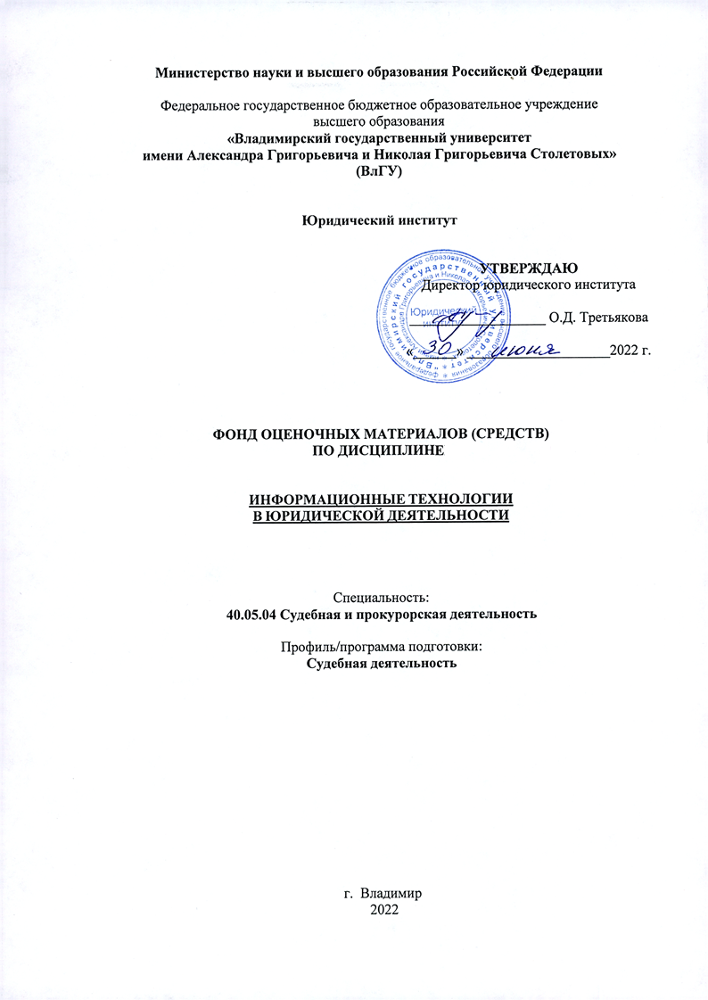 Министерство науки и высшего образования Российской Федерации
Федеральное государственное бюджетное образовательное учреждение
высшего образования
«Владимирский государственный университет
имени Александра Григорьевича и Николая Григорьевича Столетовых»
(ВлГУ)
Юридический институт
УТВЕРЖДАЮ
Директор юридического института
Юридический
институт
О.Д. Третьякова
«30» июня 2022 г.
ФОНД ОЦЕНОЧНЫХ МАТЕРИАЛОВ (СРЕДСТВ)
ПО ДИСЦИПЛИНЕ
ИНФОРМАЦИОННЫЕ ТЕХНОЛОГИИ
В ЮРИДИЧЕСКОЙ ДЕЯТЕЛЬНОСТИ
Специальность:
40.05.04 Судебная и прокурорская деятельность
Профиль/программа подготовки:
Судебная деятельность
г. Владимир
2022